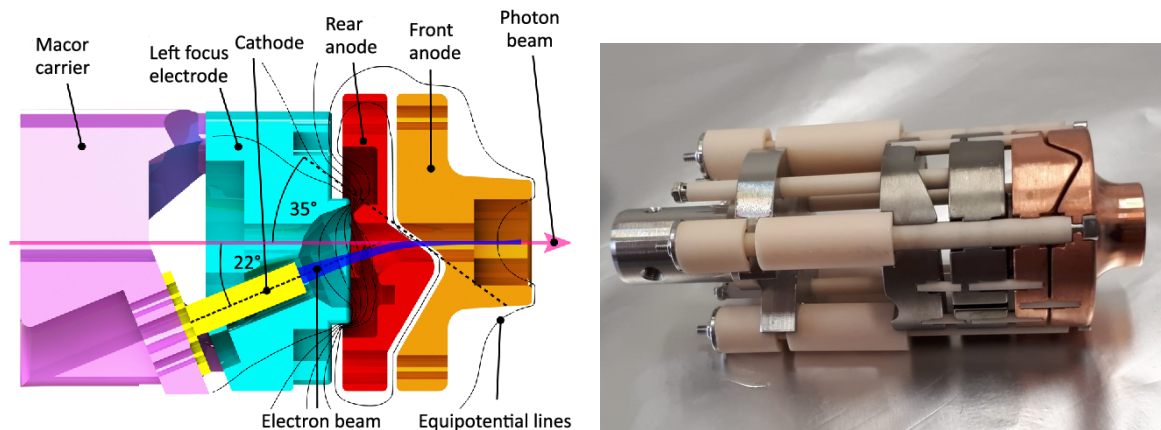 Macor
carrier
Left focus
electrode
Cathode
Rear
anode
Front
anode
Photon
beam
35°
22°
Electron beam
Equipotential lines